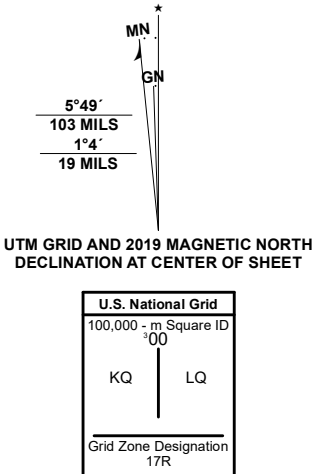 ★
MN
GN
5°49´
103 MILS
1°4´
19 MILS
UTM GRID AND 2019 MAGNETIC NORTH
DECLINATION AT CENTER OF SHEET
U.S. National Grid
100,000 - m Square ID
³00
KQ LQ
Grid Zone Designation
17R